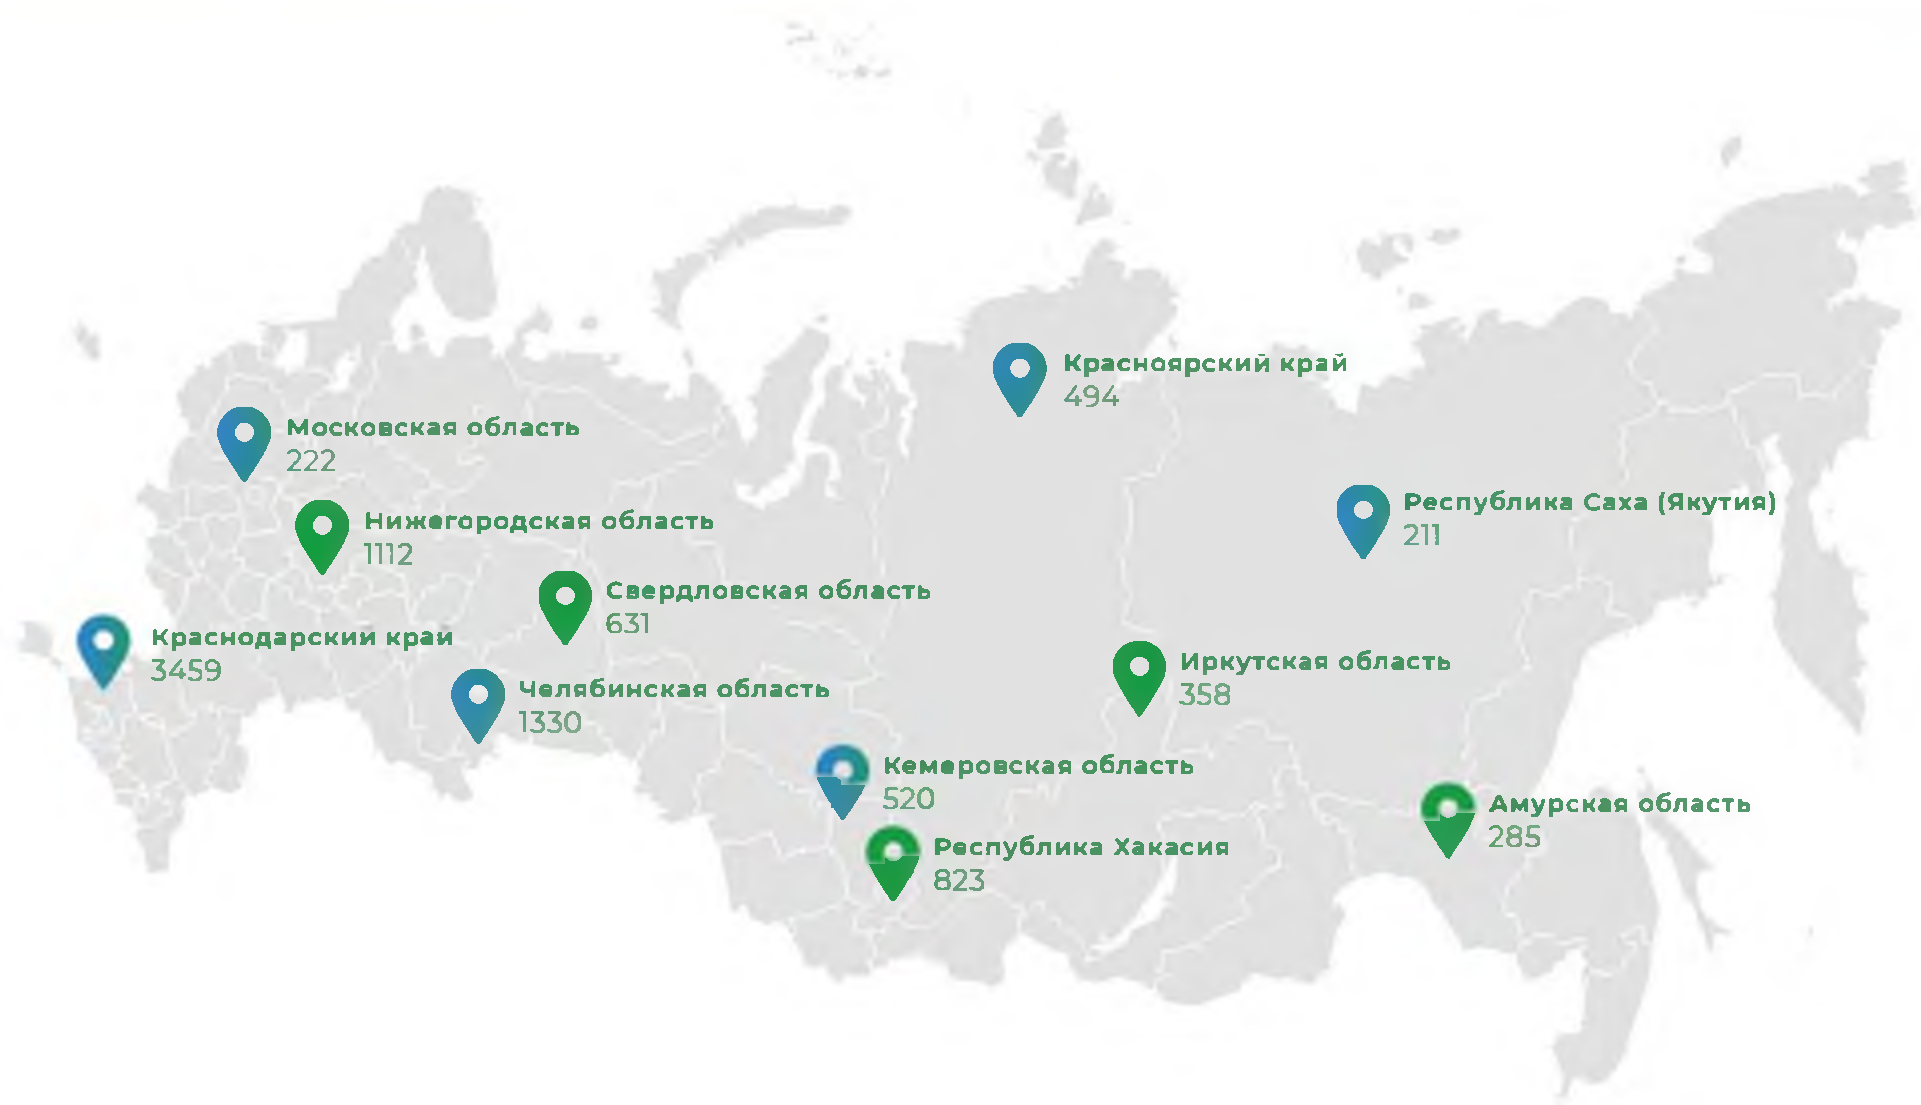 Красноярский край
494
Московская область
222
Республика Саха (Якутия)
211
Нижегородская область
1112
Свердловская область
631
Краснодарский край
3459
Иркутская область
358
Челябинская область
1330
Кемеровская область
520
Амурская область
285
Республика Хакасия
823